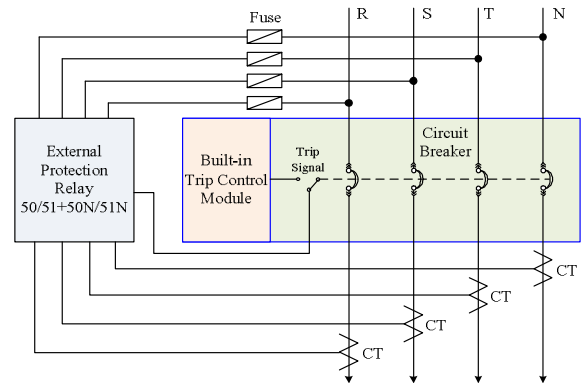 Fuse
R
S
T
N
External
Protection
Relay
50/51+50N/51N
Built-in
Trip Control
Module
Trip
Signal
Circuit
Breaker
CT
CT
CT
CT